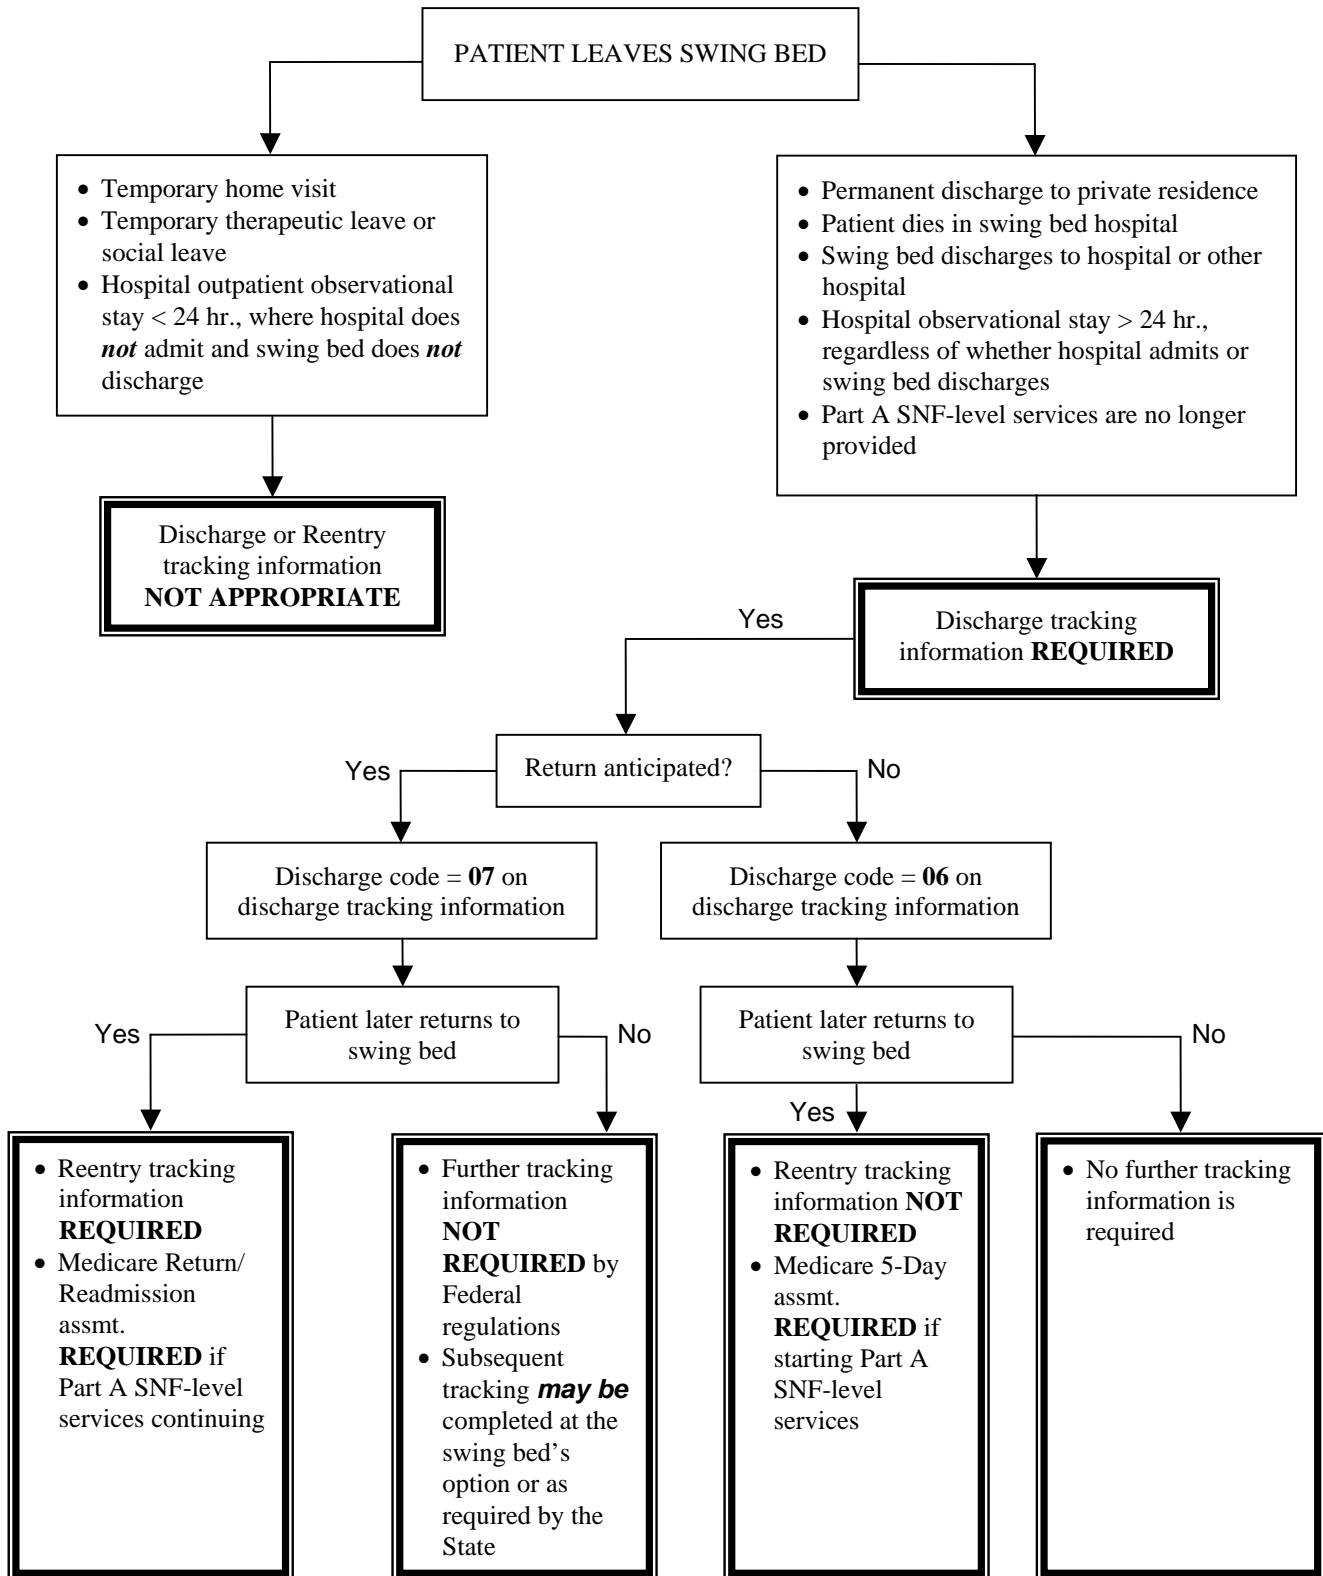 PATIENT LEAVES SWING BED
• Temporary home visit
• Temporary therapeutic leave or
social leave
• Hospital outpatient observational
stay < 24 hr., where hospital does
not admit and swing bed does not
discharge
• Permanent discharge to private residence
• Patient dies in swing bed hospital
• Swing bed discharges to hospital or other
hospital
• Hospital observational stay > 24 hr.,
regardless of whether hospital admits or
swing bed discharges
• Part A SNF-level services are no longer
provided
Discharge or Reentry
tracking information
NOT APPROPRIATE
Discharge tracking
information REQUIRED
Yes
Return anticipated?
Yes
No
Discharge code = 07 on
discharge tracking information
Discharge code = 06 on
discharge tracking information
Patient later returns to
swing bed
Yes
No
Patient later returns to
swing bed
No
Yes
• Reentry tracking
information
REQUIRED
• Medicare Return/
Readmission
assmt.
REQUIRED if
Part A SNF-level
services continuing
• Further tracking
information
NOT
REQUIRED by
Federal
regulations
• Subsequent
tracking may be
completed at the
swing bed’s
option or as
required by the
State
• Reentry tracking
information NOT
REQUIRED
• Medicare 5-Day
assmt.
REQUIRED if
starting Part A
SNF-level
services
• No further tracking
information is
required